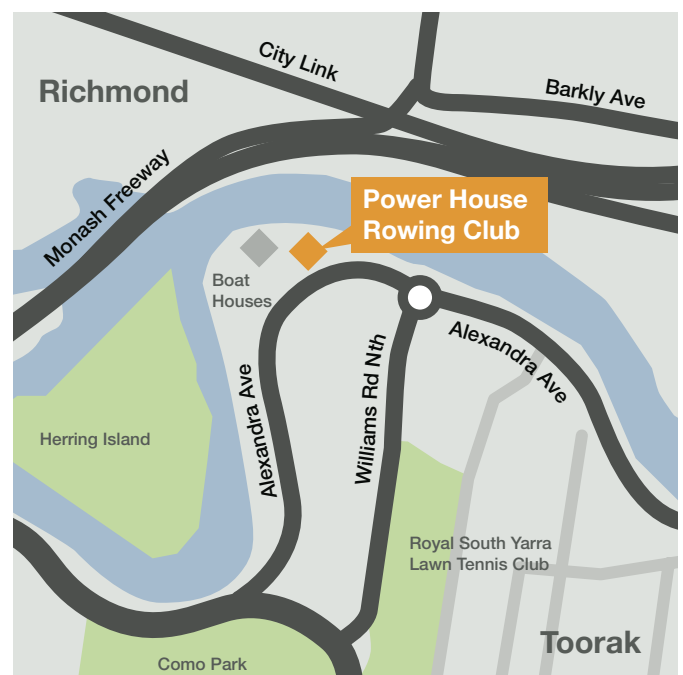 City Link
Richmond
Barkly Ave
Monash Freeway
Power House
Rowing Club
Boat
Houses
Alexandra Ave
Williams Rd Nth
Alexandra Ave
Herring Island
Royal South Yarra
Lawn Tennis Club
Toorak
Como Park